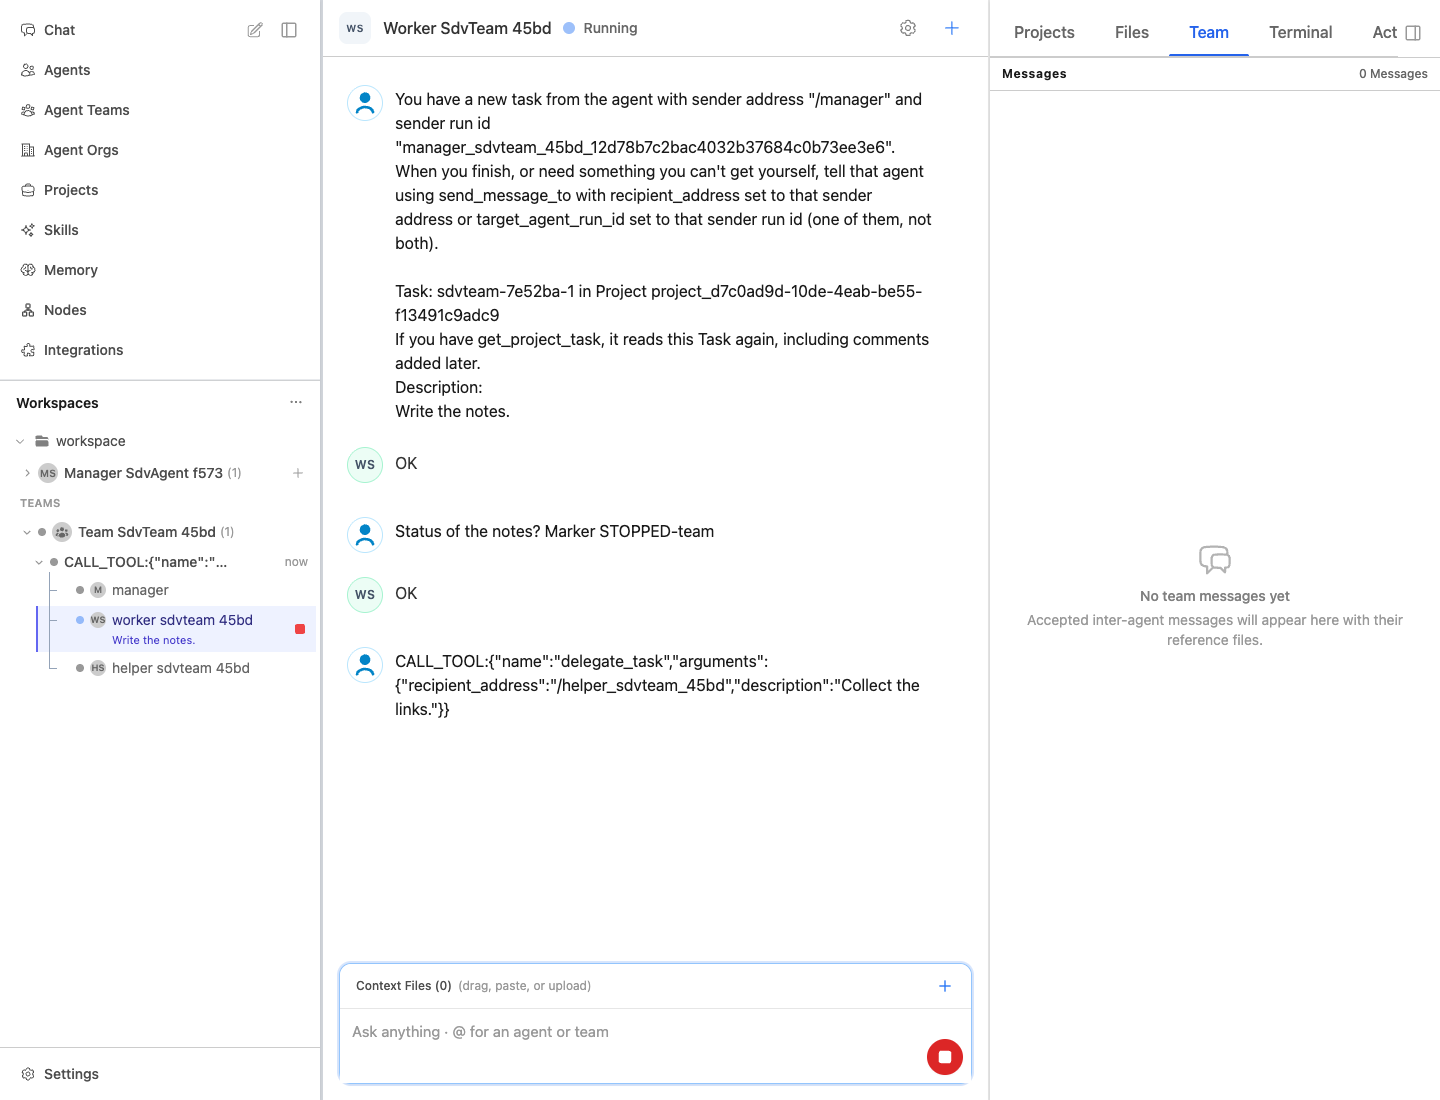 Chat
Agents
Agent Teams
Agent Orgs
Projects
Skills
Memory
Nodes
Integrations
Workspaces
workspace
MS Manager SdvAgent f573 (1)
TEAMS
Team SdvTeam 45bd (1)
CALL_TOOL:{"name":"... now
M manager
WS worker sdvteam 45bd
Write the notes.
HS helper sdvteam 45bd
Settings
WS Worker SdvTeam 45bd Running
You have a new task from the agent with sender address "/manager" and
sender run id
"manager_sdvteam_45bd_12d78b7c2bac4032b37684c0b73ee3e6".
When you finish, or need something you can't get yourself, tell that agent
using send_message_to with recipient_address set to that sender
address or target_agent_run_id set to that sender run id (one of them, not
both).
Task: sdvteam-7e52ba-1 in Project project_d7c0ad9d-10de-4eab-be55-
f13491c9adc9
If you have get_project_task, it reads this Task again, including comments
added later.
Description:
Write the notes.
WS OK
Status of the notes? Marker STOPPED-team
WS OK
CALL_TOOL:{"name":"delegate_task","arguments":
{"recipient_address":"/helper_sdvteam_45bd","description":"Collect the
links."}}
Context Files (0) (drag, paste, or upload)
Ask anything · @ for an agent or team
Projects Files Team Terminal Act
Messages 0 Messages
No team messages yet
Accepted inter-agent messages will appear here with their
reference files.